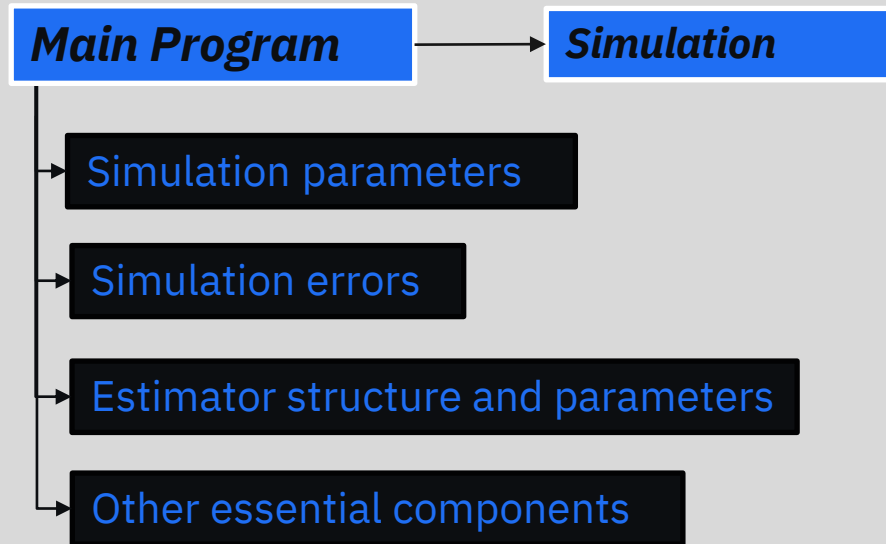 Main Program
Simulation
Simulation parameters
Simulation errors
Estimator structure and parameters
Other essential components